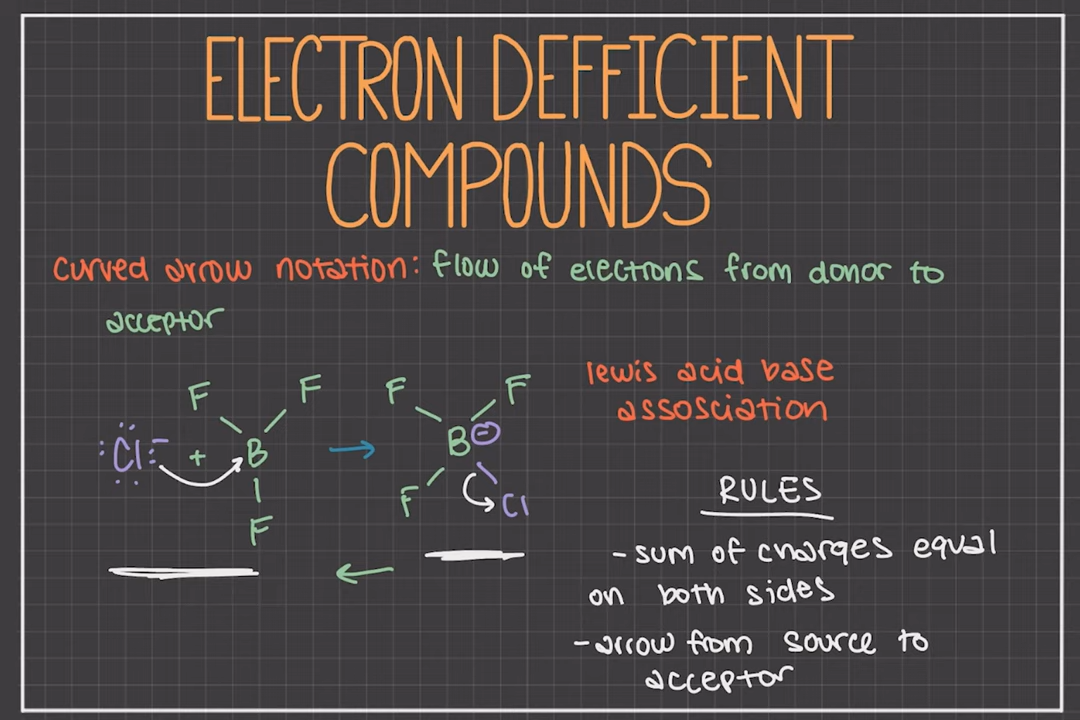 ELECTRON DEFFICIENT
COMPOUNDS
curved arrow notation: flow of electrons from donor to
acceptor
F F F F
lewis acid base
assosciation
:Cl:− + B → B⊖
F F Cl
RULES
-sum of charges equal
on both sides
-arrow from source to
acceptor